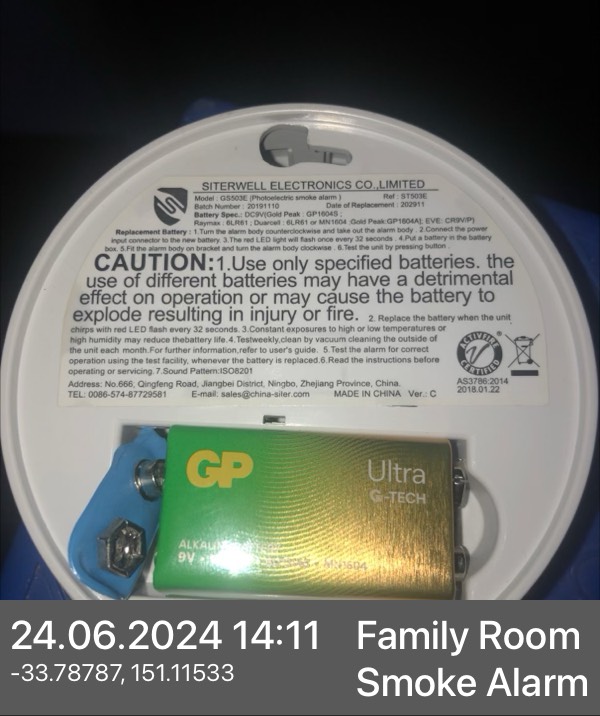 SITERWELL ELECTRONICS CO.,LIMITED
Model : GS503E (Photoelectric smoke alarm ) Ref : ST503E
Batch Number : 20191110 Date of Replacement : 202911
Battery Spec.: DC9V(Gold Peak : GP1604S ;
Raymax : 6LR61 ; Duarcell : 6LR61 or MN1604 ;Gold Peak:GP1604A; EVE: CR9V/P)
Replacement Battery : 1.Turn the alarm body counterclockwise and take out the alarm body . 2.Connect the power
input connector to the new battery. 3.The red LED light will flash once every 32 seconds . 4.Put a battery in the battery
box. 5.Fit the alarm body on bracket and turn the alarm body clockwise . 6.Test the unit by pressing button .
CAUTION:1.Use only specified batteries. the
use of different batteries may have a detrimental
effect on operation or may cause the battery to
explode resulting in injury or fire. 2. Replace the battery when the unit
chirps with red LED flash every 32 seconds. 3.Constant exposures to high or low temperatures or
high humidity may reduce thebattery life. 4.Testweekly,clean by vacuum cleaning the outside of
the unit each month.For further information,refer to user's guide. 5.Test the alarm for correct
operation using the test facility, whenever the battery is replaced.6.Read the instructions before
operating or servicing. 7.Sound Pattern:ISO8201
ACTIVFIRE
CERTIFIED
Address: No.666, Qingfeng Road, Jiangbei District, Ningbo, Zhejiang Province, China.
TEL: 0086-574-87729581 E-mail: sales@china-siter.com MADE IN CHINA Ver.: C
AS3786:2014
2018.01.22
GP
Ultra
G-TECH
9V
MN1604
24.06.2024 14:11
-33.78787, 151.11533
Family Room
Smoke Alarm